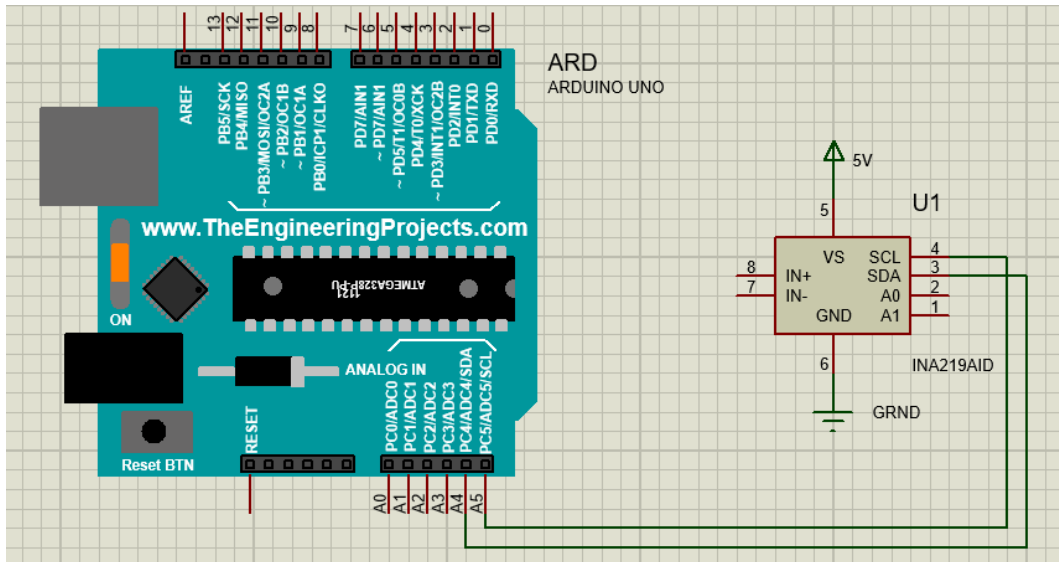 13
12
11
10
9
8
7
6
5
4
3
2
1
0
AREF
PB5/SCK
PB4/MISO
~ PB3/MOSI/OC2A
~ PB2/OC1B
~ PB1/OC1A
PB0/ICP1/CLKO
PD7/AIN1
~ PD7/AIN1
~ PD5/T1/OC0B
PD4/T0/XCK
~ PD3/INT1/OC2B
PD2/INT0
PD1/TXD
PD0/RXD
ARD
ARDUINO UNO
www.TheEngineeringProjects.com
ATMEGA328P-PU
1121
ON
ANALOG IN
Reset BTN
RESET
PC0/ADC0
PC1/ADC1
PC2/ADC2
PC3/ADC3
PC4/ADC4/SDA
PC5/ADC5/SCL
A0
A1
A2
A3
A4
A5
5V
U1
5
VS
SCL
4
8
IN+
SDA
3
7
IN-
A0
2
GND
A1
1
6
INA219AID
GRND